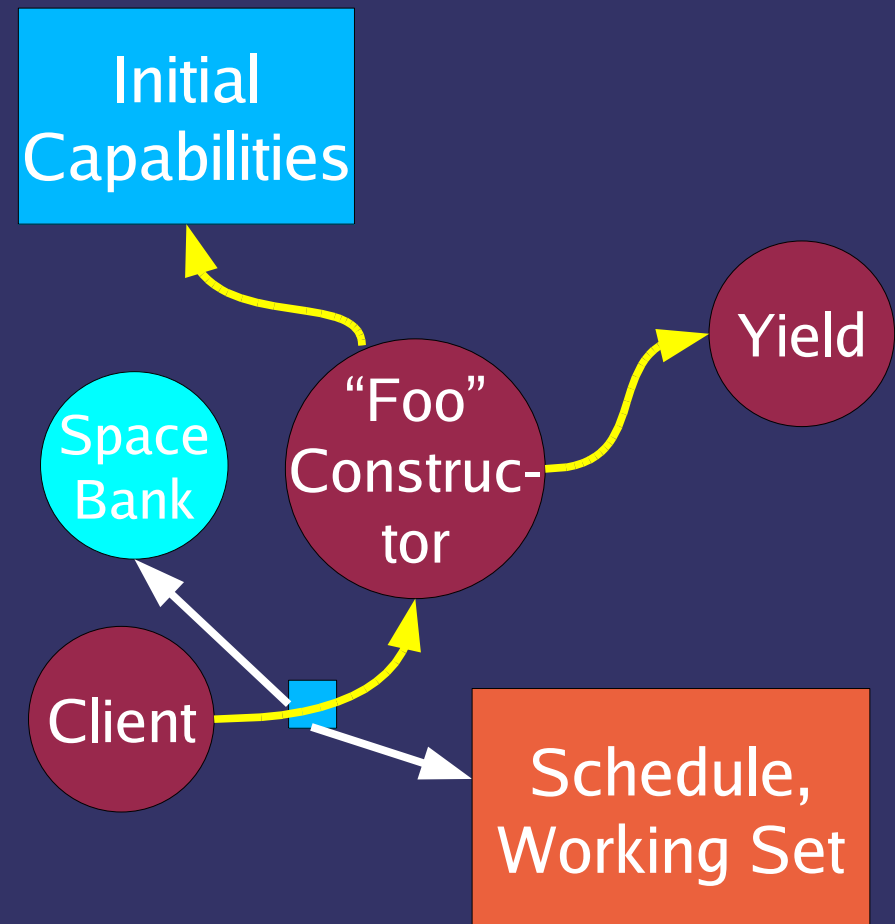 Initial
Capabilities
Yield
“Foo”
Construc-
tor
Space
Bank
Client
Schedule,
Working Set